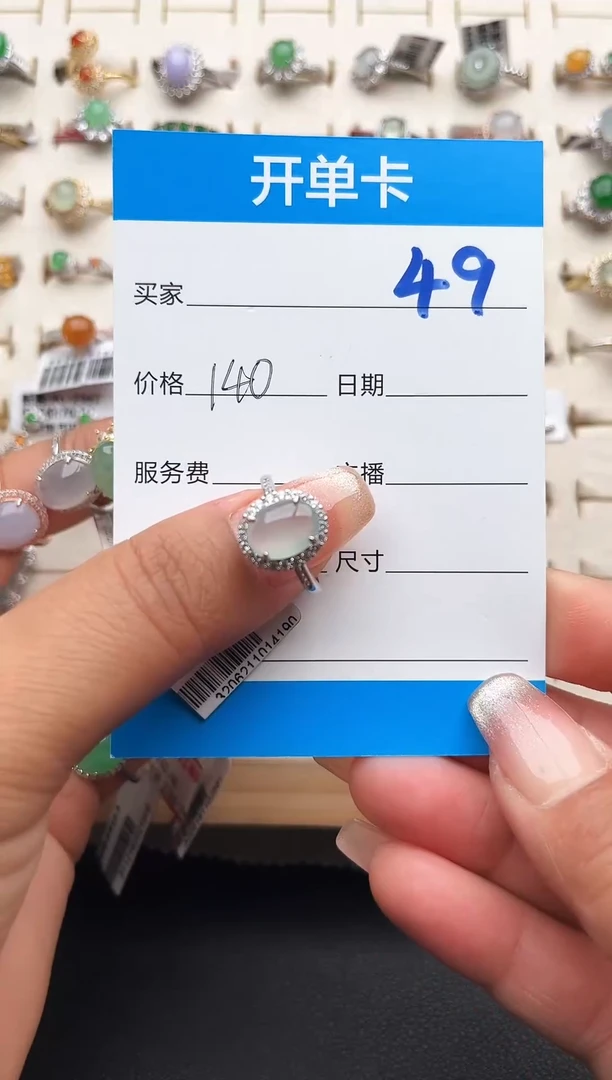 开单卡
买家 49
价格 140 日期
服务费 播
尺寸
3206211014190